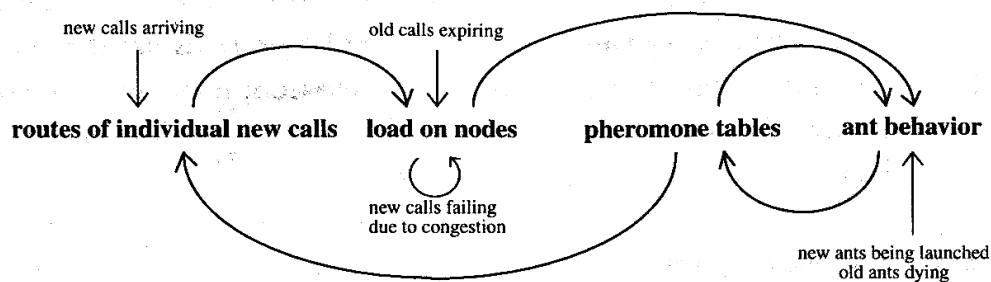 new calls arriving
old calls expiring
routes of individual new calls
load on nodes
pheromone tables
ant behavior
new calls failing
due to congestion
new ants being launched
old ants dying